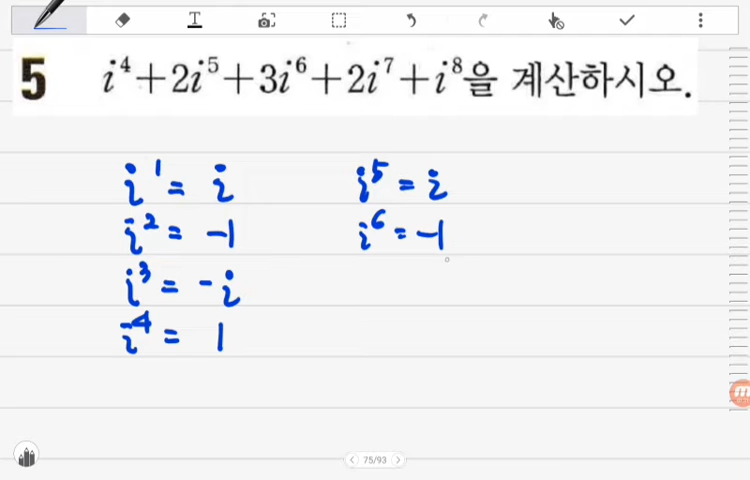 T
5 i⁴+2i⁵+3i⁶+2i⁷+i⁸을 계산하시오.
i¹ = i
i² = -1
i³ = -i
i⁴ = 1
i⁵ = i
i⁶ = -1
75/93